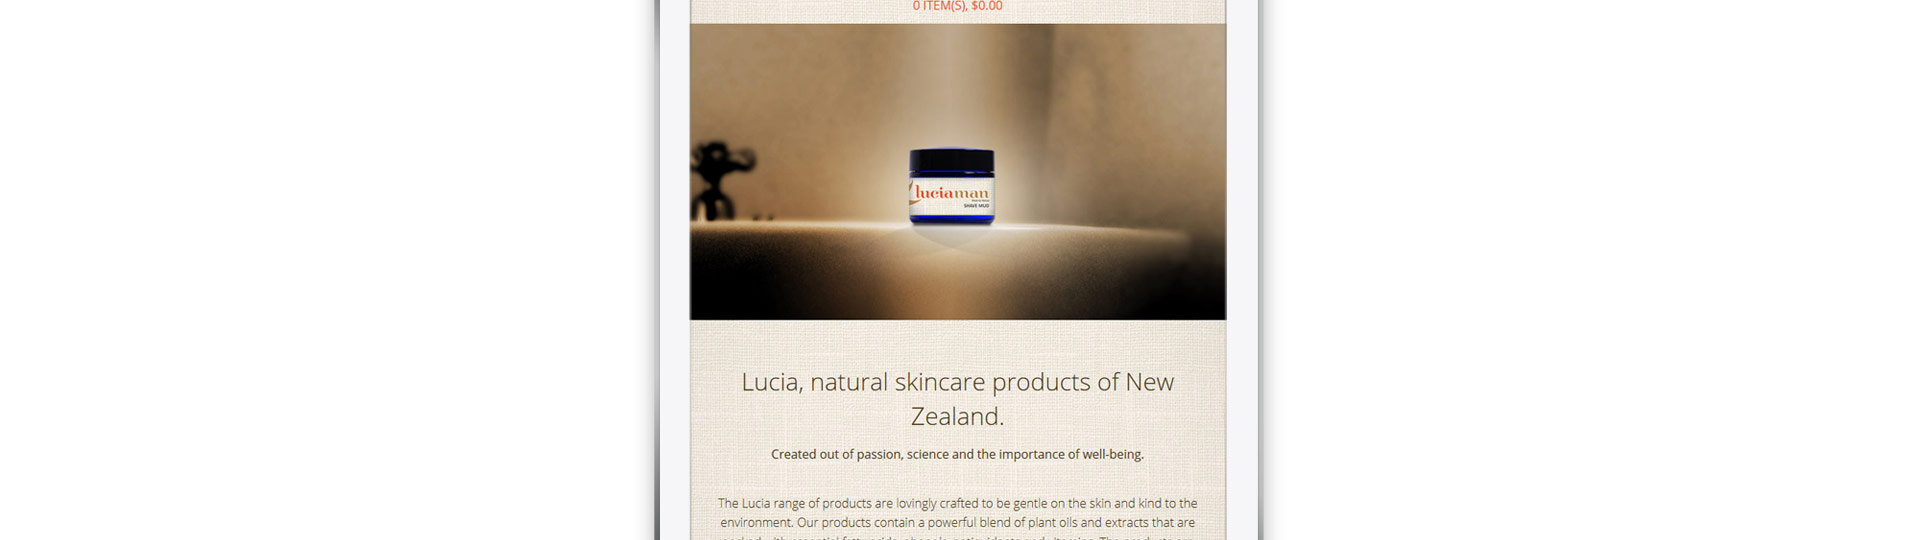 0 ITEM(S), $0.00
luciaman
SHAVE MUD
Lucia, natural skincare products of New
Zealand.
Created out of passion, science and the importance of well-being.
The Lucia range of products are lovingly crafted to be gentle on the skin and kind to the
environment. Our products contain a powerful blend of plant oils and extracts that are